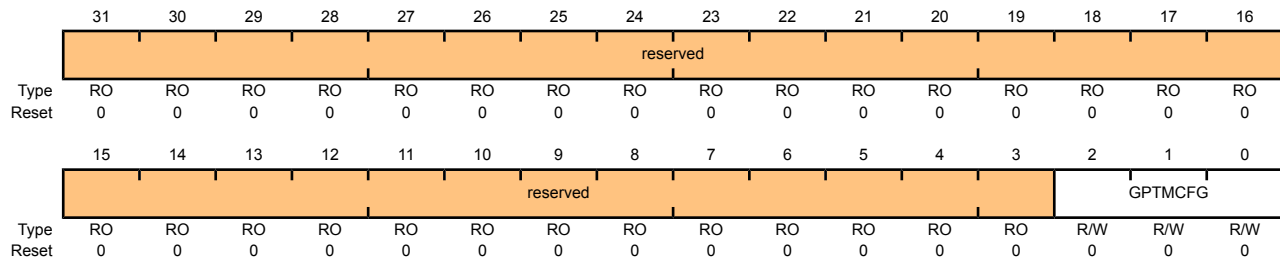 31 30 29 28 27 26 25 24 23 22 21 20 19 18 17 16
reserved
Type RO RO RO RO RO RO RO RO RO RO RO RO RO RO RO RO
Reset 0 0 0 0 0 0 0 0 0 0 0 0 0 0 0 0
15 14 13 12 11 10 9 8 7 6 5 4 3 2 1 0
reserved GPTMCFG
Type RO RO RO RO RO RO RO RO RO RO RO RO RO R/W R/W R/W
Reset 0 0 0 0 0 0 0 0 0 0 0 0 0 0 0 0